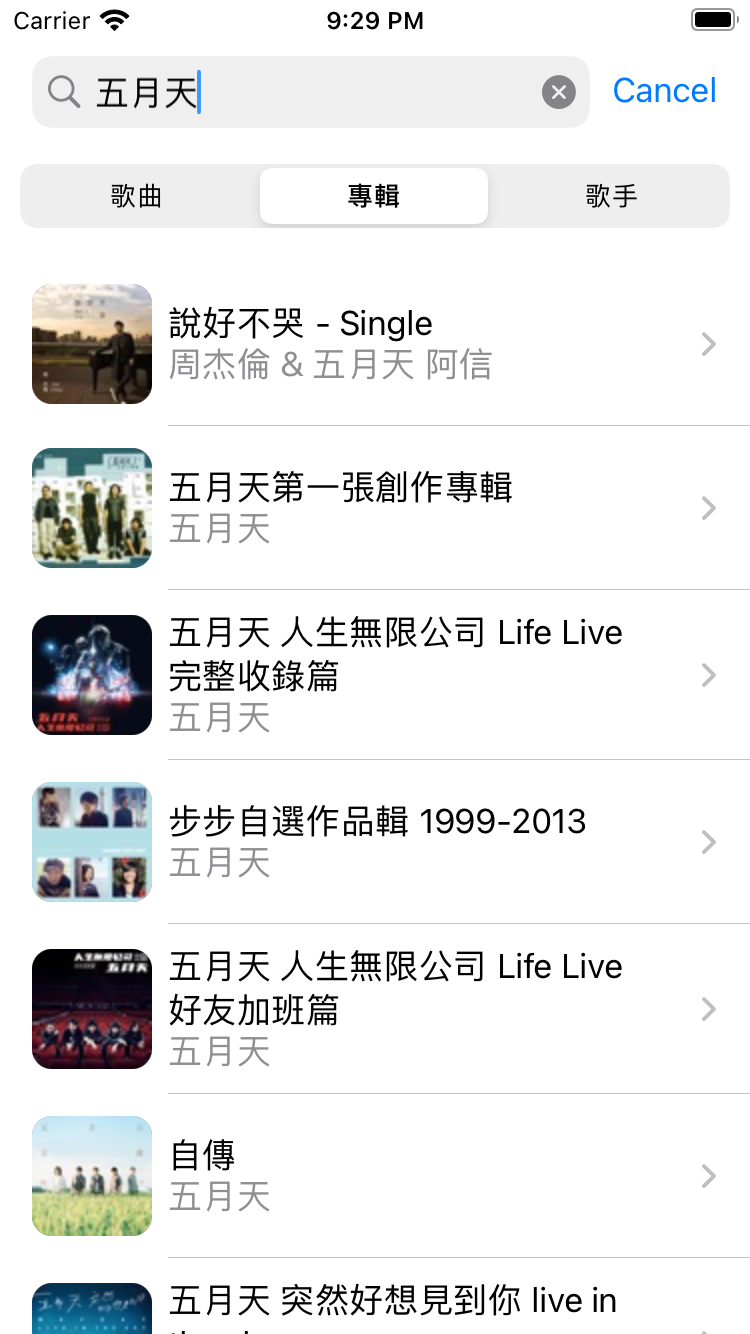 Carrier 9:29 PM
五月天 Cancel
歌曲 專輯 歌手
說好不哭 - Single
周杰倫 & 五月天 阿信
五月天第一張創作專輯
五月天
五月天 人生無限公司 Life Live
完整收錄篇
五月天
步步自選作品輯 1999-2013
五月天
五月天 人生無限公司 Life Live
好友加班篇
五月天
自傳
五月天
五月天 突然好想見到你 live in